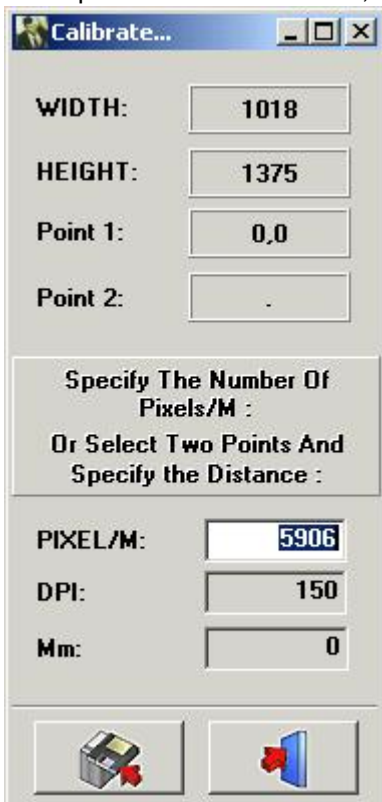 Calibrate...
WIDTH: 1018
HEIGHT: 1375
Point 1: 0,0
Point 2: .
Specify The Number Of
Pixels/M :
Or Select Two Points And
Specify the Distance :
PIXEL/M: 5906
DPI: 150
Mm: 0